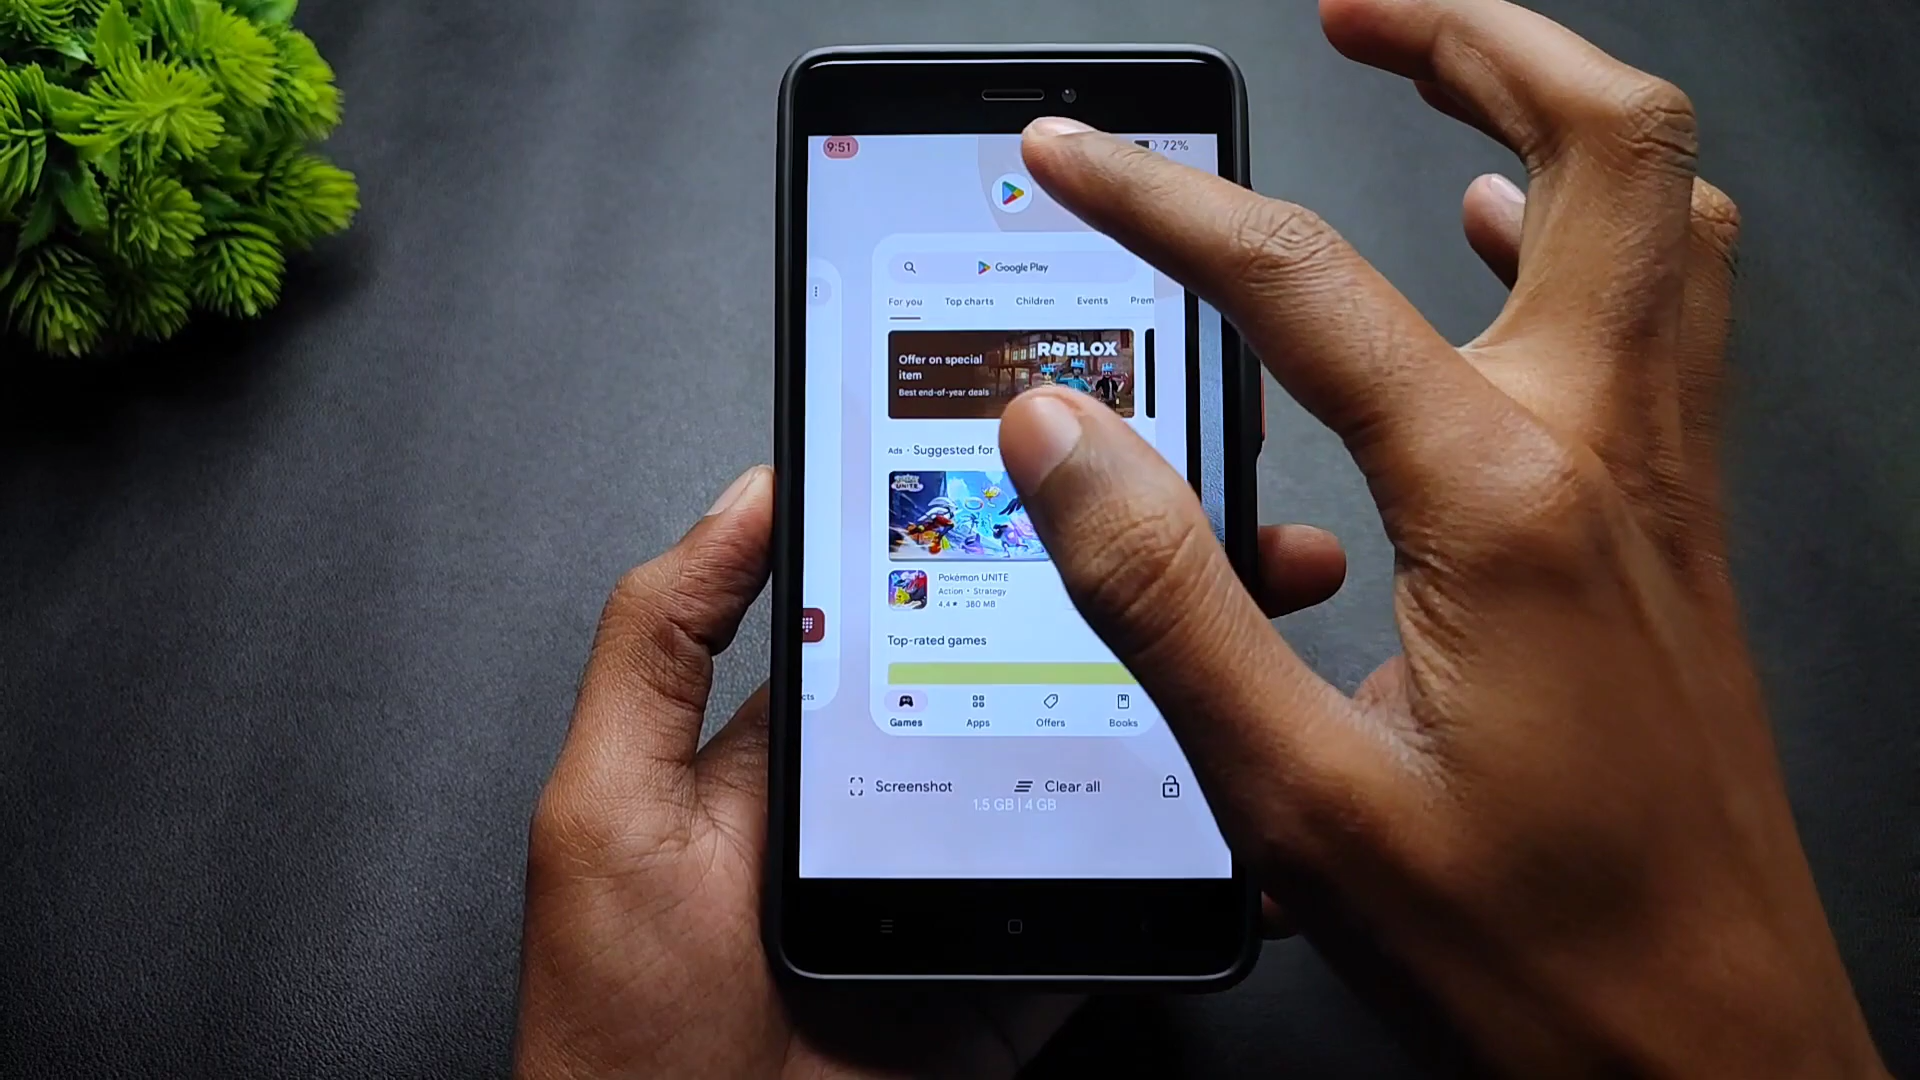 9:51
72%
Google Play
For you Top charts Children Events Prem
Offer on special
item
Best end-of-year deals
ROBLOX
Ads • Suggested for
UNITE
Pokémon UNITE
Action • Strategy
4.4★ 380 MB
Top-rated games
cts
Games Apps Offers Books
Screenshot Clear all
1.5 GB | 4 GB